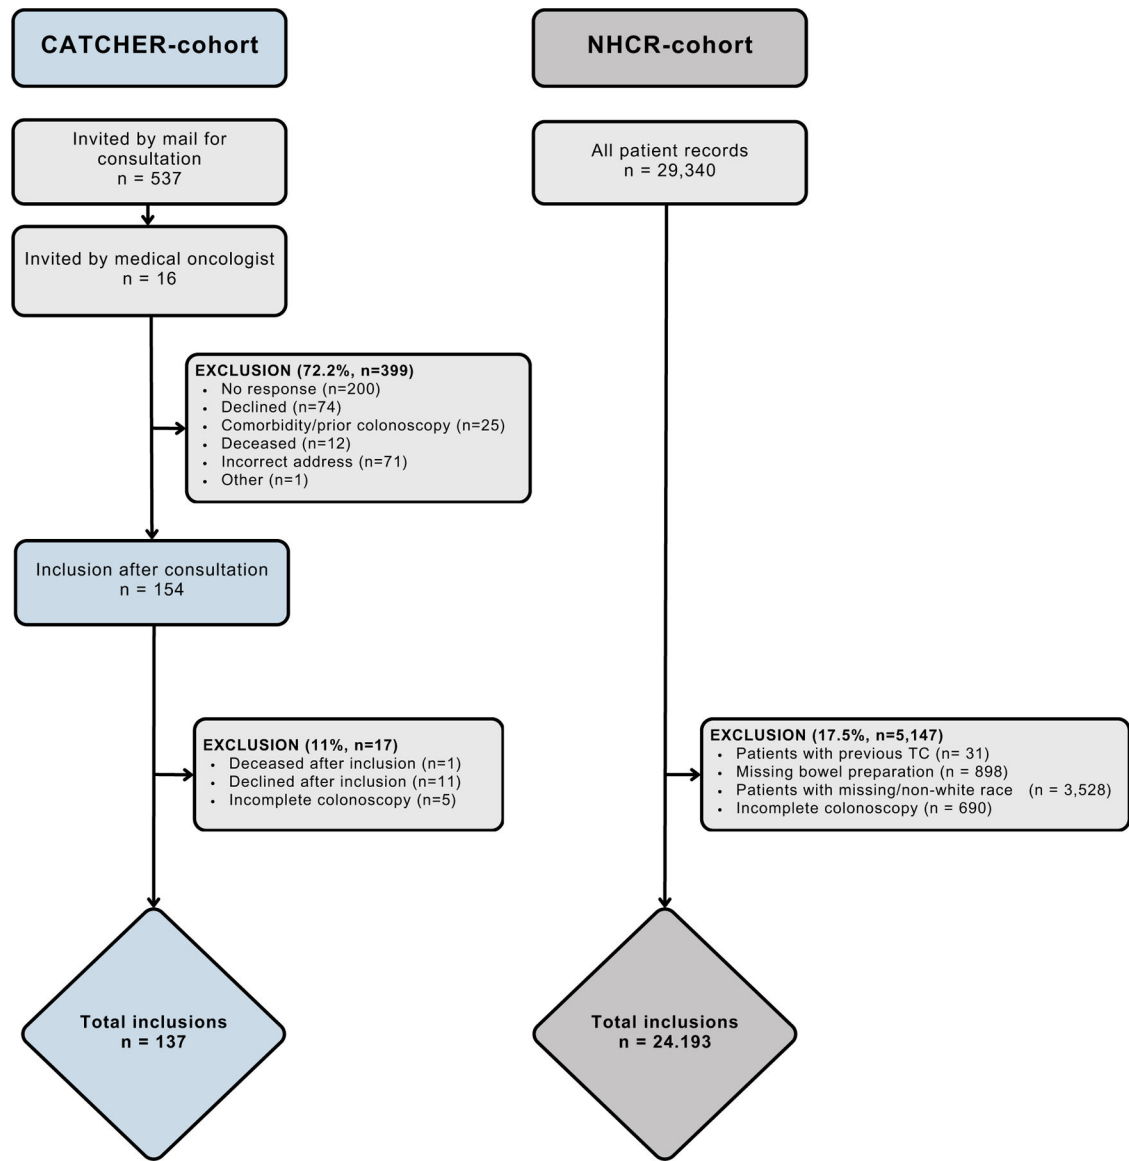 CATCHER-cohort
Invited by mail for
consultation
n = 537
Invited by medical oncologist
n = 16
EXCLUSION (72.2%, n=399)
• No response (n=200)
• Declined (n=74)
• Comorbidity/prior colonoscopy (n=25)
• Deceased (n=12)
• Incorrect address (n=71)
• Other (n=1)
Inclusion after consultation
n = 154
EXCLUSION (11%, n=17)
• Deceased after inclusion (n=1)
• Declined after inclusion (n=11)
• Incomplete colonoscopy (n=5)
Total inclusions
n = 137
NHCR-cohort
All patient records
n = 29,340
EXCLUSION (17.5%, n=5,147)
• Patients with previous TC (n= 31)
• Missing bowel preparation (n = 898)
• Patients with missing/non-white race (n = 3,528)
• Incomplete colonoscopy (n = 690)
Total inclusions
n = 24.193